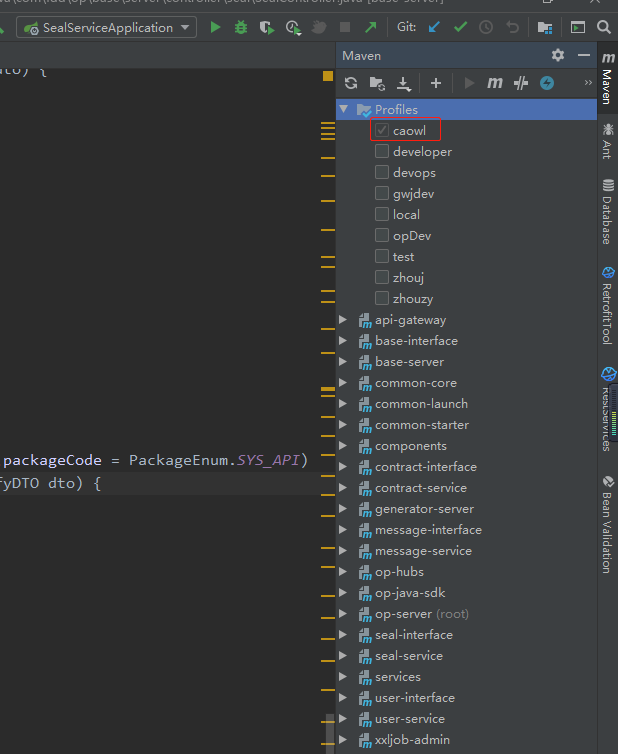 SealServiceApplication
Git:
Maven
Profiles
caowl
developer
devops
gwjdev
local
opDev
test
zhouj
zhouzy
api-gateway
base-interface
base-server
common-core
common-launch
common-starter
components
contract-interface
contract-service
generator-server
message-interface
message-service
op-hubs
op-java-sdk
op-server (root)
seal-interface
seal-service
services
user-interface
user-service
xxljob-admin
dto) {
packageCode = PackageEnum.SYS_API)
fyDTO dto) {
m Maven
Ant
Database
RetrofitTool
RestServices
Bean Validation